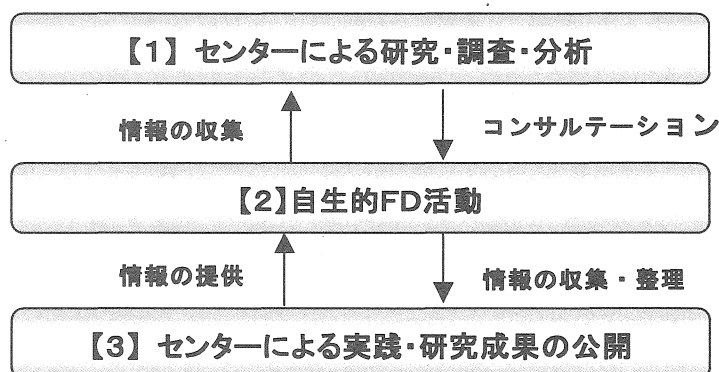 【1】 センターによる研究・調査・分析
情報の収集
コンサルテーション
【2】自生的FD活動
情報の提供
情報の収集・整理
【3】 センターによる実践・研究成果の公開